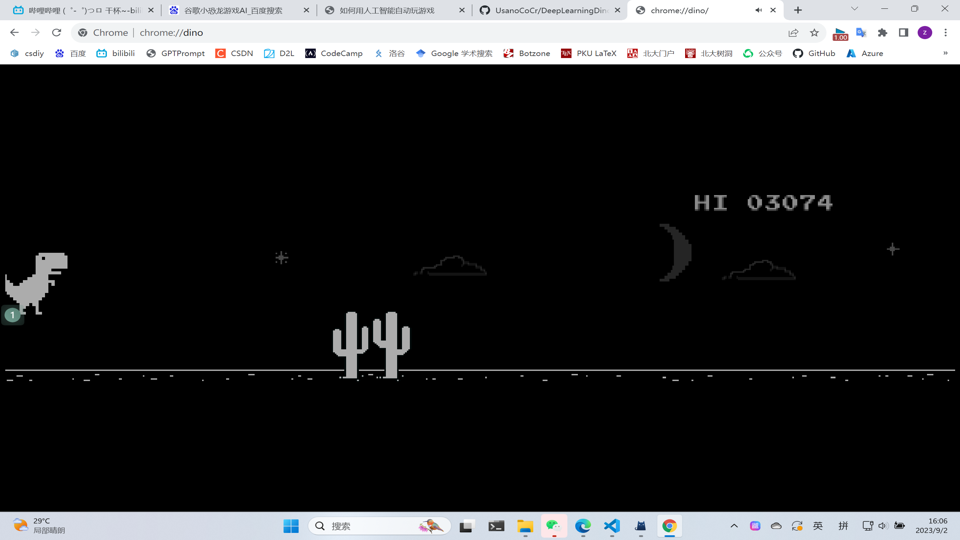 哔哩哔哩 (゜-゜)つロ 干杯~-bili
谷歌小恐龙游戏AI_百度搜索
如何用人工智能自动玩游戏
UsanoCoCr/DeepLearningDin
chrome://dino/
Chrome | chrome://dino
1.00
z
csdiy
百度
bilibili
GPTPrompt
CSDN
D2L
CodeCamp
洛谷
Google 学术搜索
Botzone
PKU LaTeX
北大门户
北大树洞
公众号
GitHub
Azure
»
HI 03074
1
29°C
局部晴朗
搜索
英
拼
16:06
2023/9/2